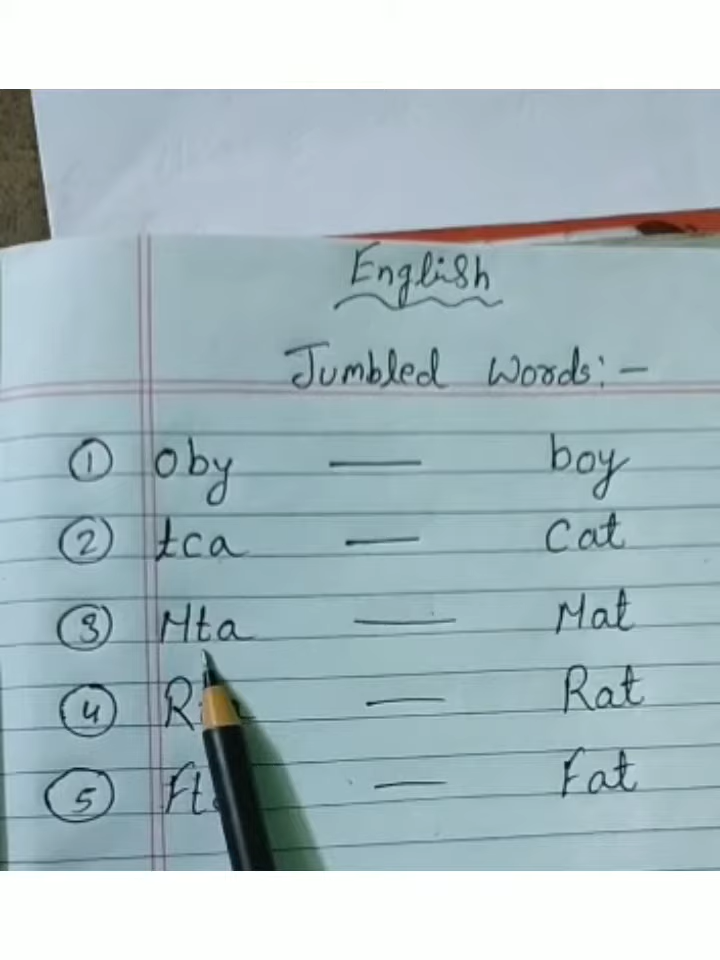 English
Jumbled Words:-
1 oby — boy
2 tca — Cat
3 Mta — Mat
4 — Rat
5 — Fat